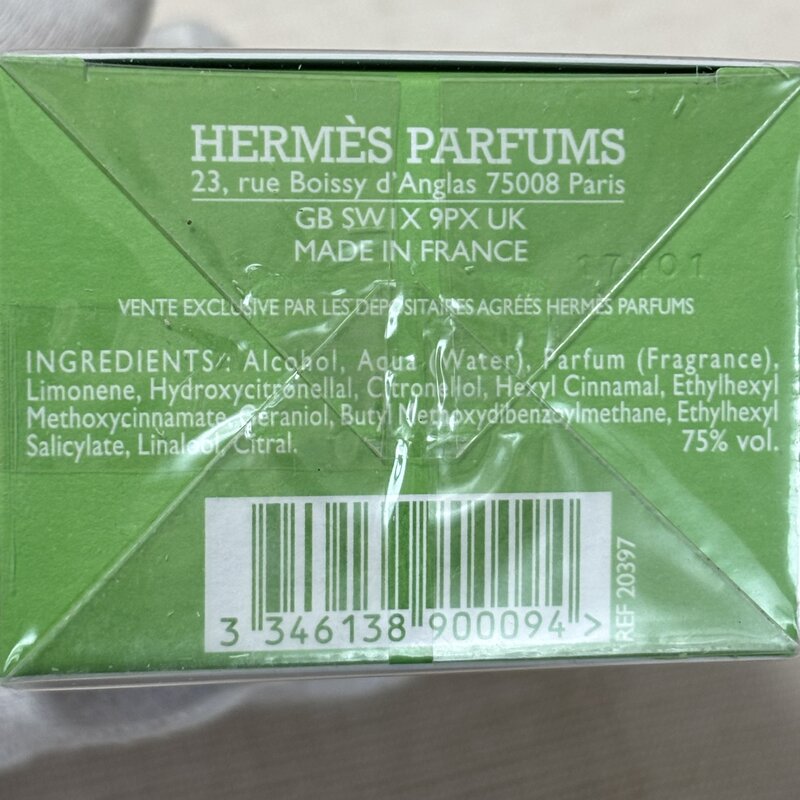 HERMÈS PARFUMS
23, rue Boissy d'Anglas 75008 Paris
GB SW1X 9PX UK
MADE IN FRANCE
17401
VENTE EXCLUSIVE PAR LES DEPOSITAIRES AGRÉÉS HERMÈS PARFUMS
INGREDIENTS : Alcohol, Aqua (Water), Parfum (Fragrance),
Limonene, Hydroxycitronellal, Citronellol, Hexyl Cinnamal, Ethylhexyl
Methoxycinnamate, Geraniol, Butyl Methoxydibenzoylmethane, Ethylhexyl
Salicylate, Linalool, Citral. 75% vol.
3 346138 900094 >
REF 20397